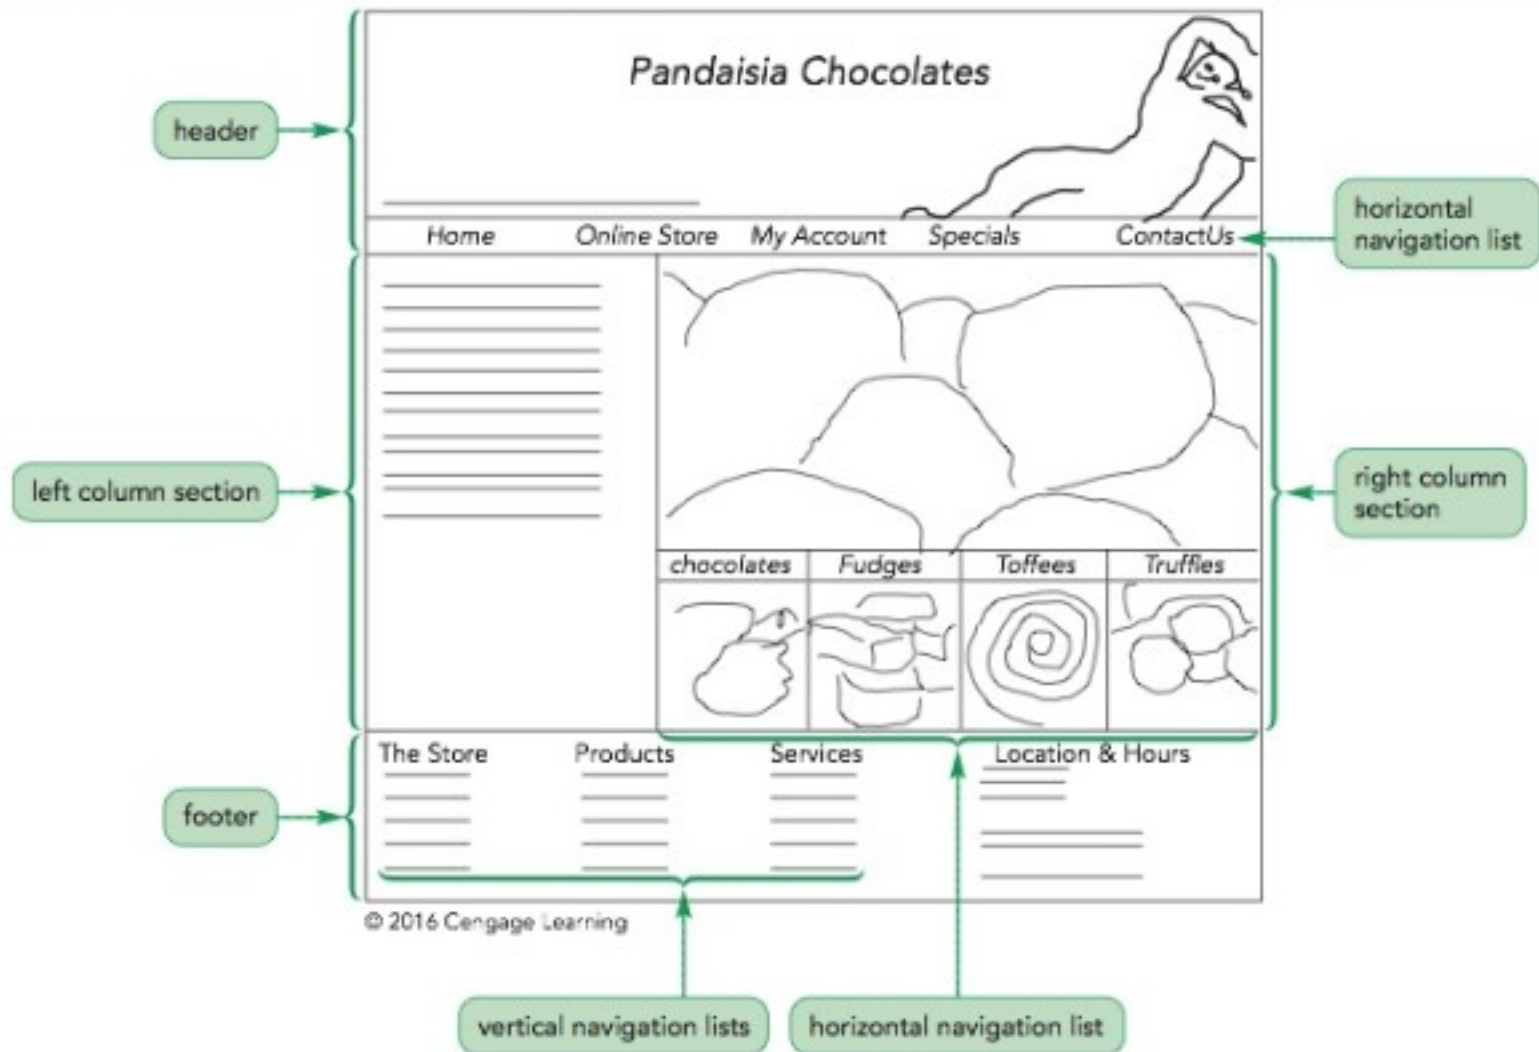 Pandaisia Chocolates
header
horizontal
navigation list
Home Online Store My Account Specials ContactUs
left column section
right column
section
chocolates Fudges Toffees Truffles
The Store Products Services Location & Hours
footer
© 2016 Cengage Learning
vertical navigation lists
horizontal navigation list